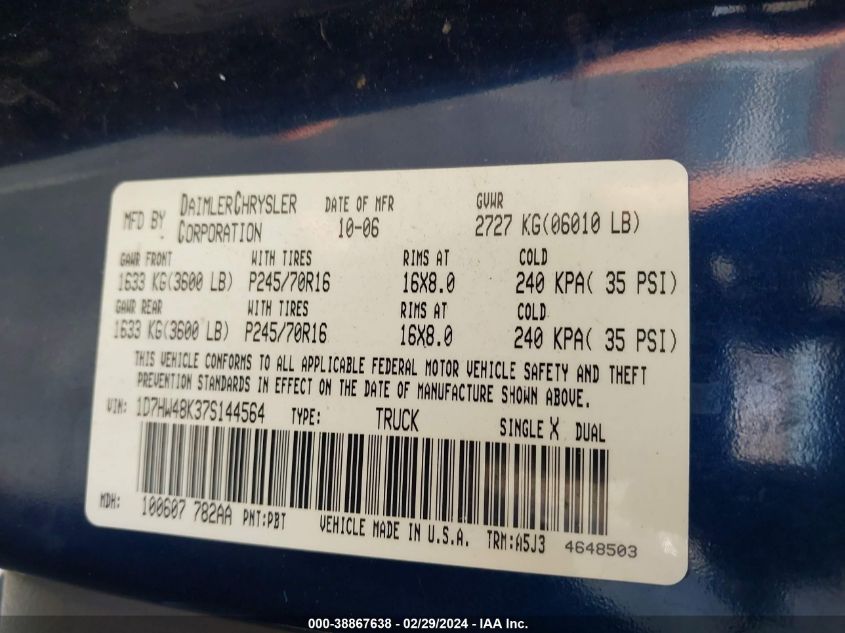 MFD BY DAIMLERCHRYSLER CORPORATION DATE OF MFR 10-06 GVWR 2727 KG(06010 LB)
GAWR FRONT WITH TIRES RIMS AT COLD
1633 KG(3600 LB) P245/70R16 16X8.0 240 KPA( 35 PSI)
GAWR REAR WITH TIRES RIMS AT COLD
1633 KG(3600 LB) P245/70R16 16X8.0 240 KPA( 35 PSI)
THIS VEHICLE CONFORMS TO ALL APPLICABLE FEDERAL MOTOR VEHICLE SAFETY AND THEFT
PREVENTION STANDARDS IN EFFECT ON THE DATE OF MANUFACTURE SHOWN ABOVE.
VIN: 1D7HW48K37S144564 TYPE: TRUCK SINGLE X DUAL
MDH: 100607 782AA PNT:PBT VEHICLE MADE IN U.S.A. TRM:A5J3 4648503
000-38867638 - 02/29/2024 - IAA Inc.